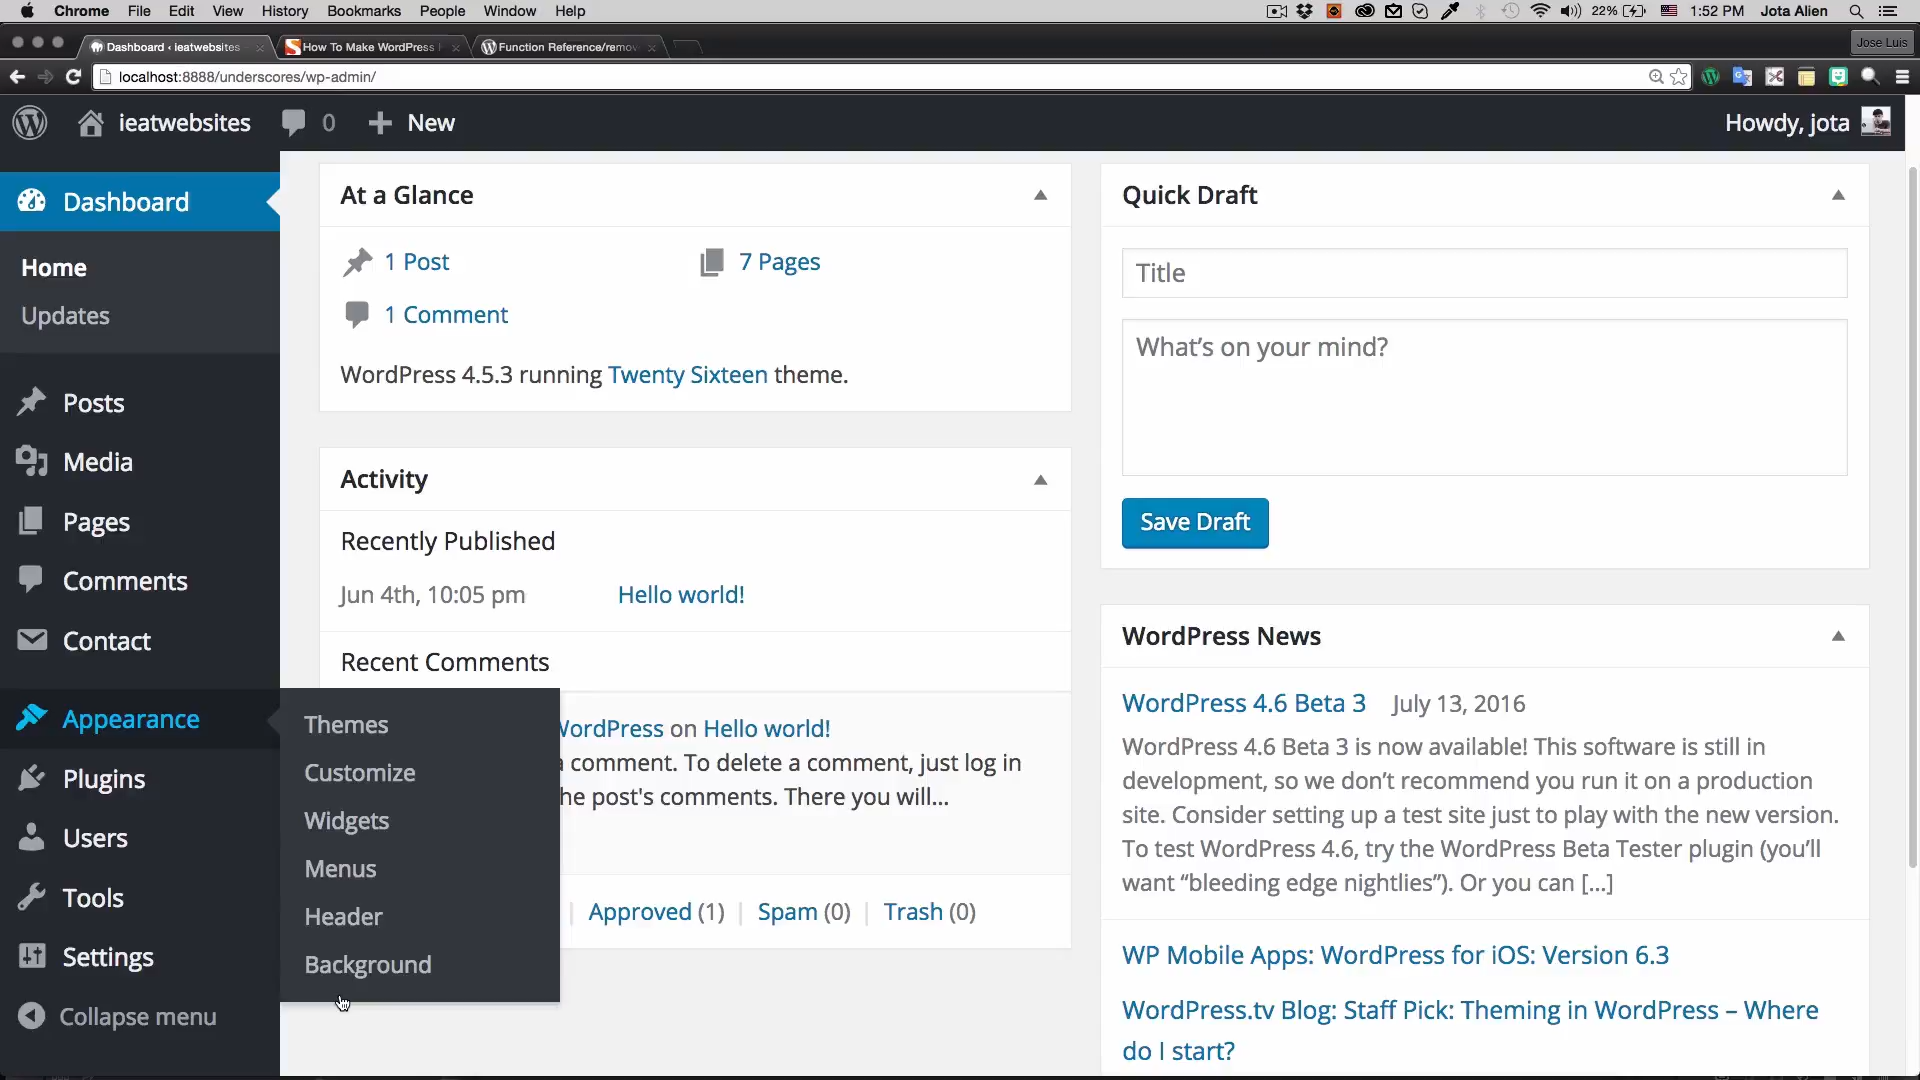 Chrome File Edit View History Bookmarks People Window Help 22% 1:52 PM Jota Alien
Dashboard ‹ ieatwebsites How To Make WordPress Function Reference/remov Jose Luis
localhost:8888/underscores/wp-admin/
ieatwebsites 0 New Howdy, jota
Dashboard
Home
Updates
Posts
Media
Pages
Comments
Contact
Appearance
Plugins
Users
Tools
Settings
Collapse menu
Themes
Customize
Widgets
Menus
Header
Background
At a Glance
1 Post 7 Pages
1 Comment
WordPress 4.5.3 running Twenty Sixteen theme.
Activity
Recently Published
Jun 4th, 10:05 pm Hello world!
Recent Comments
WordPress on Hello world!
a comment. To delete a comment, just log in
he post's comments. There you will...
Approved (1) | Spam (0) | Trash (0)
Quick Draft
Title
What's on your mind?
Save Draft
WordPress News
WordPress 4.6 Beta 3 July 13, 2016
WordPress 4.6 Beta 3 is now available! This software is still in
development, so we don't recommend you run it on a production
site. Consider setting up a test site just to play with the new version.
To test WordPress 4.6, try the WordPress Beta Tester plugin (you'll
want "bleeding edge nightlies"). Or you can [...]
WP Mobile Apps: WordPress for iOS: Version 6.3
WordPress.tv Blog: Staff Pick: Theming in WordPress – Where
do I start?